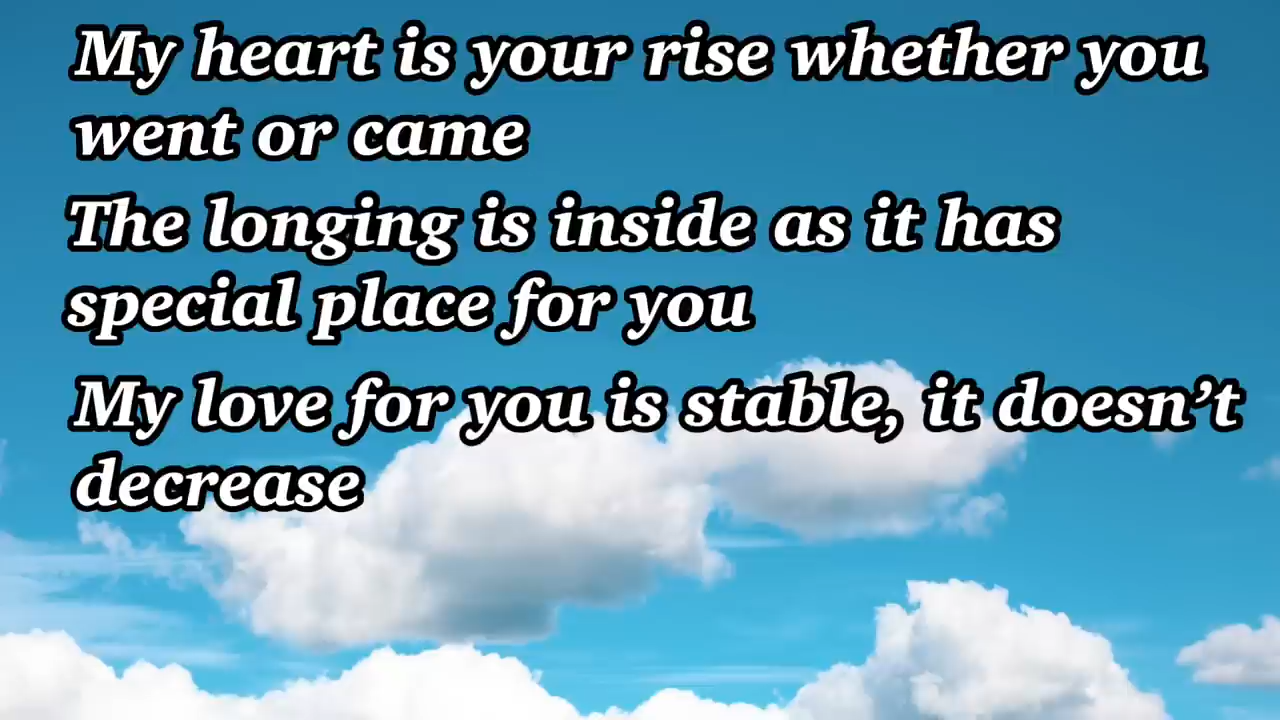 My heart is your rise whether you
went or came
The longing is inside as it has
special place for you
My love for you is stable, it doesn’t
decrease